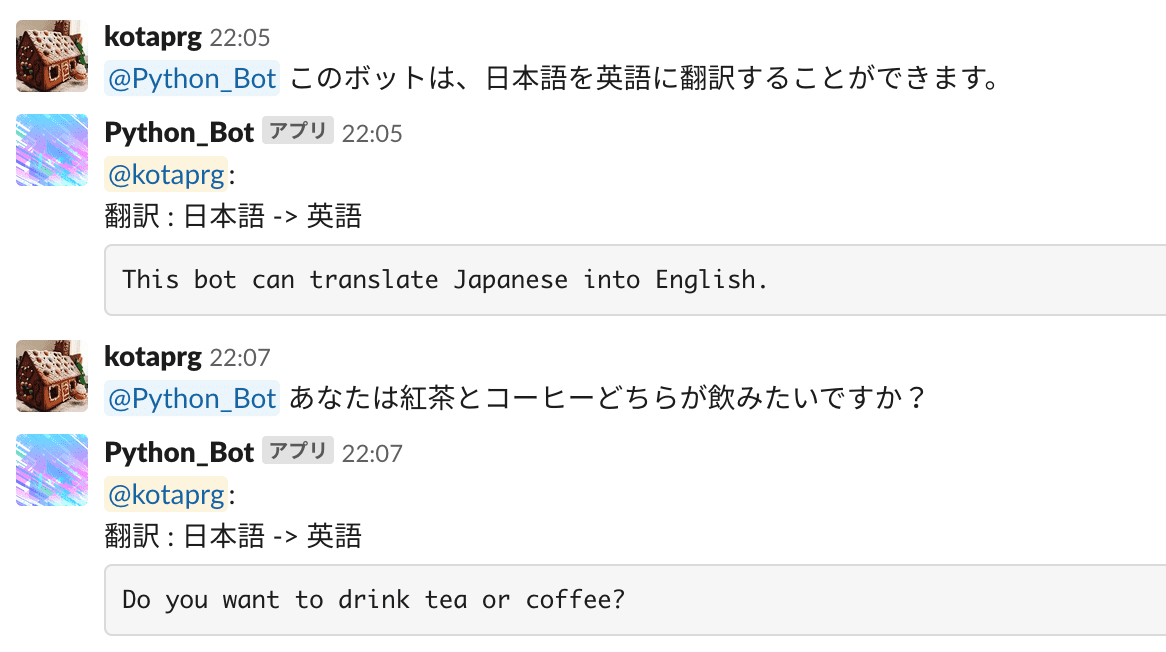 kotaprg 22:05
@Python_Bot このボットは、日本語を英語に翻訳することができます。
Python_Bot アプリ 22:05
@kotaprg:
翻訳 : 日本語 -> 英語
This bot can translate Japanese into English.
kotaprg 22:07
@Python_Bot あなたは紅茶とコーヒーどちらが飲みたいですか？
Python_Bot アプリ 22:07
@kotaprg:
翻訳 : 日本語 -> 英語
Do you want to drink tea or coffee?